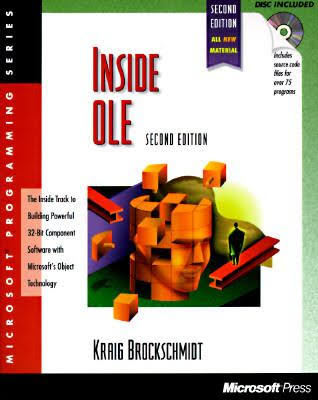 DISC INCLUDED
SECOND
EDITION
ALL NEW
MATERIAL
Includes
source code
files for
over 75
programs
MICROSOFT PROGRAMMING SERIES
INSIDE
OLE
SECOND EDITION
The Inside Track to
Building Powerful
32-Bit Component
Software with
Microsoft's Object
Technology
KRAIG BROCKSCHMIDT
Microsoft Press